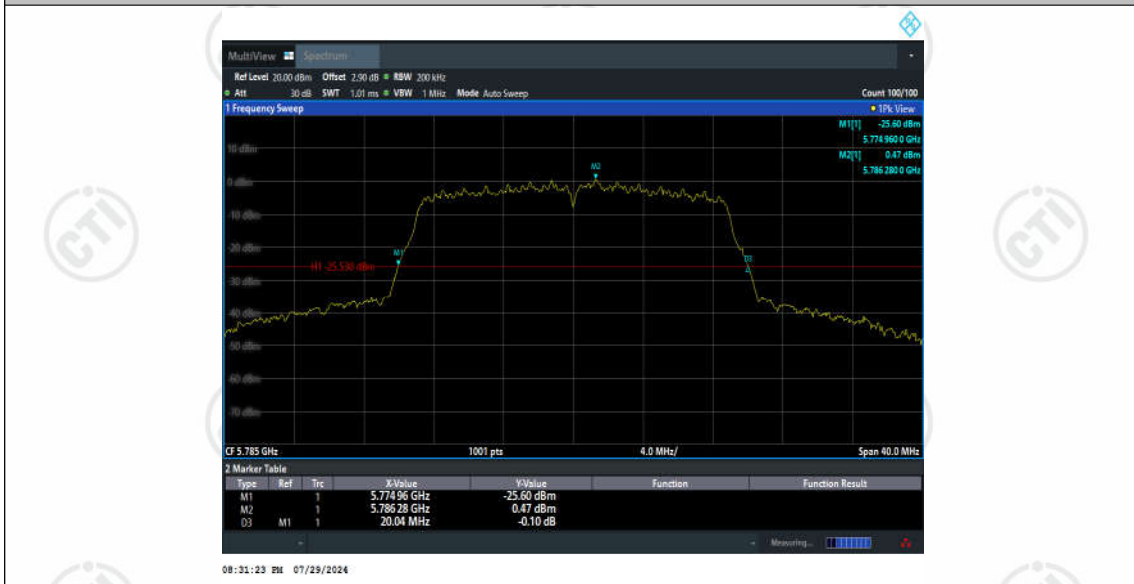 MultiView Spectrum
Ref Level 20.00 dBm Offset 2.90 dB RBW 200 kHz
Att 30 dB SWT 1.01 ms VBW 1 MHz Mode Auto Sweep Count 100/100
1 Frequency Sweep 1Pk View
M1[1] -25.60 dBm
5.774 960 0 GHz
M2[1] 0.47 dBm
5.786 280 0 GHz
10 dBm
M2
0 dBm
-10 dBm
-20 dBm
M1
D3
H1 -25.530 dBm
-30 dBm
-40 dBm
-50 dBm
-60 dBm
-70 dBm
CF 5.785 GHz 1001 pts 4.0 MHz/ Span 40.0 MHz
2 Marker Table
Type Ref Trc X-Value Y-Value Function Function Result
M1 1 5.774 96 GHz -25.60 dBm
M2 1 5.786 28 GHz 0.47 dBm
D3 M1 1 20.04 MHz -0.10 dB
Measuring...
08:31:23 PM 07/29/2024
CTI
CTI